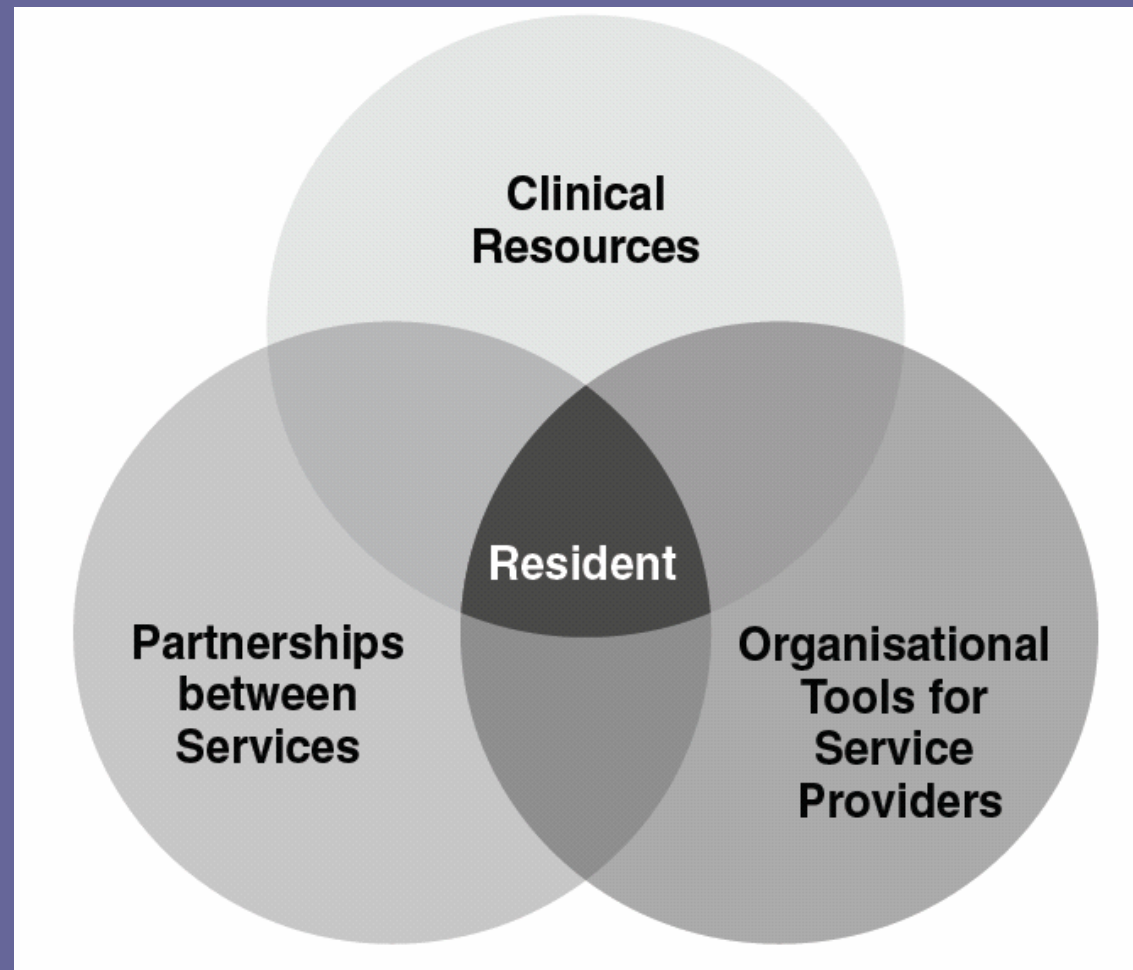 Clinical
Resources
Resident
Partnerships
between
Services
Organisational
Tools for
Service
Providers